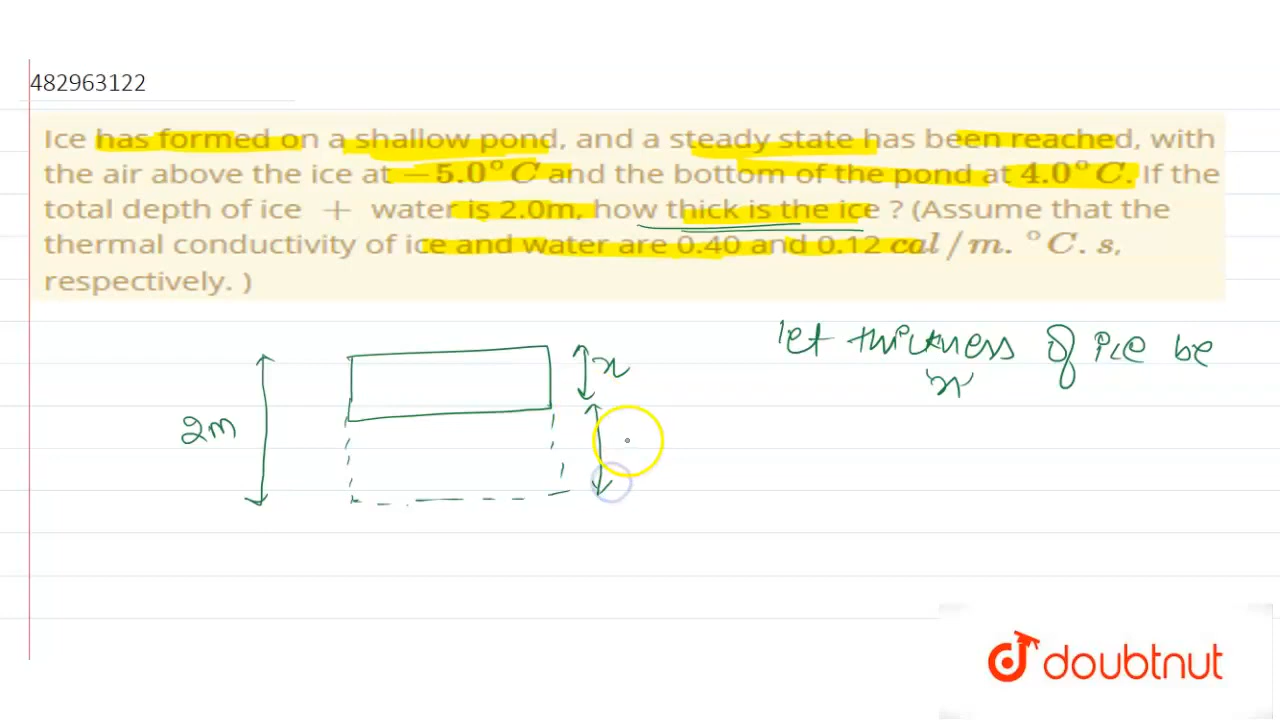 482963122
Ice has formed on a shallow pond, and a steady state has been reached, with
the air above the ice at −5.0°C and the bottom of the pond at 4.0°C. If the
total depth of ice + water is 2.0m, how thick is the ice ? (Assume that the
thermal conductivity of ice and water are 0.40 and 0.12 cal/m.°C.s,
respectively. )
let thickness of ice be
'x'
x
2m
doubtnut